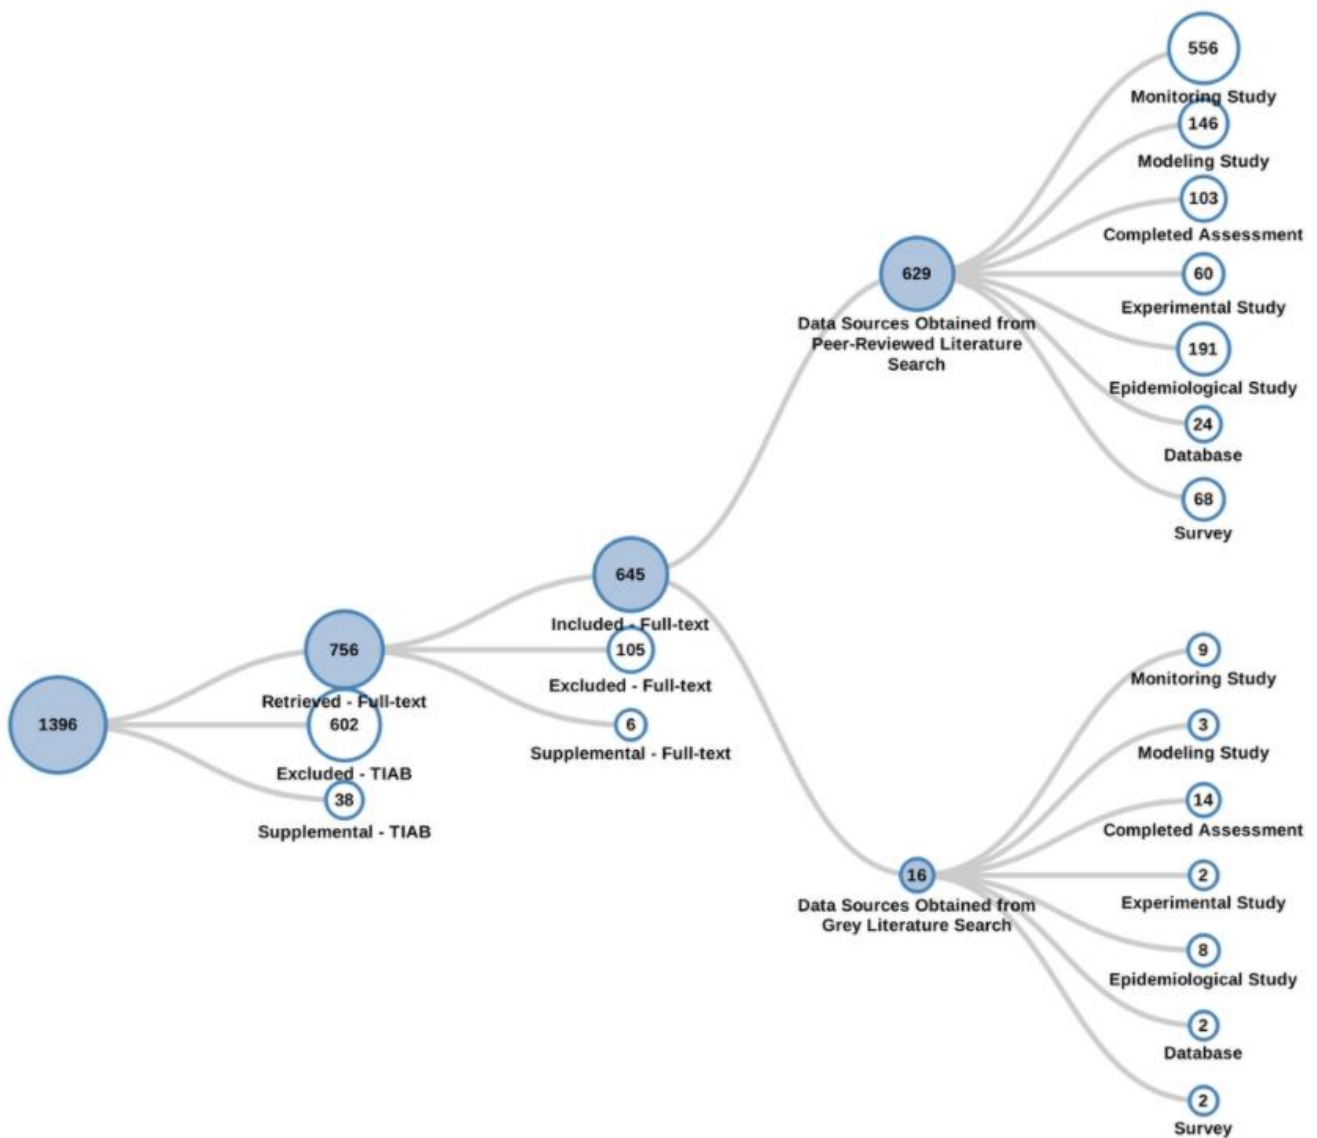 1396
756
Retrieved - Full-text
602
Excluded - TIAB
38
Supplemental - TIAB
645
Included - Full-text
105
Excluded - Full-text
6
Supplemental - Full-text
629
Data Sources Obtained from
Peer-Reviewed Literature
Search
556
Monitoring Study
146
Modeling Study
103
Completed Assessment
60
Experimental Study
191
Epidemiological Study
24
Database
68
Survey
16
Data Sources Obtained from
Grey Literature Search
9
Monitoring Study
3
Modeling Study
14
Completed Assessment
2
Experimental Study
8
Epidemiological Study
2
Database
2
Survey